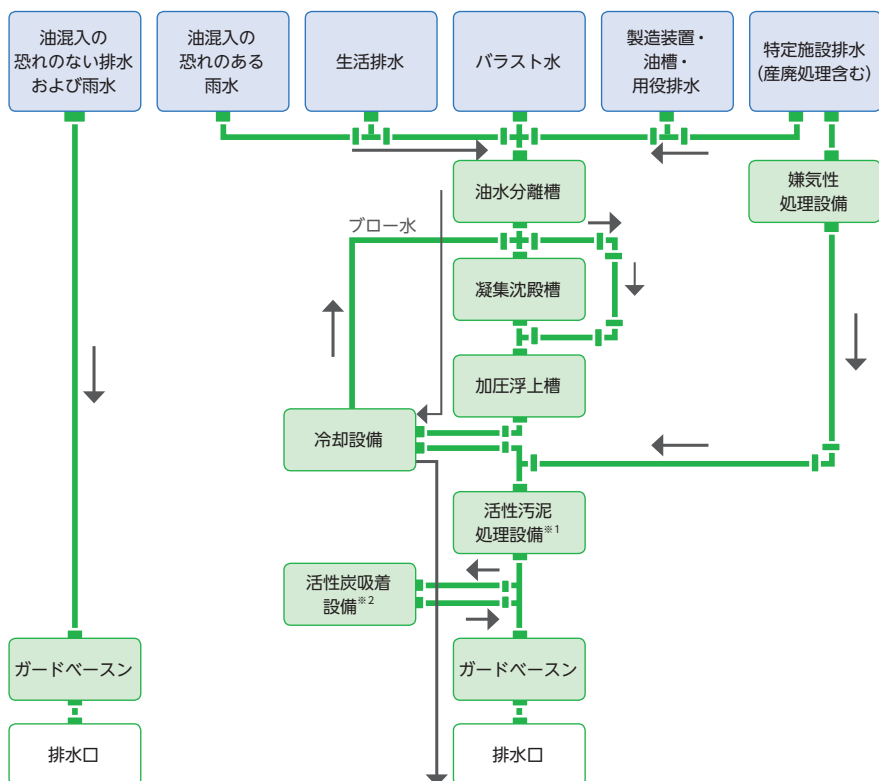 油混入の
恐れのない排水
および雨水
油混入の
恐れのある
雨水
生活排水
バラスト水
製造装置・
油槽・
用役排水
特定施設排水
(産廃処理含む)
油水分離槽
嫌気性
処理設備
ブロー水
凝集沈殿槽
加圧浮上槽
冷却設備
活性汚泥
処理設備※1
活性炭吸着
設備※2
ガードベースン
ガードベースン
排水口
排水口